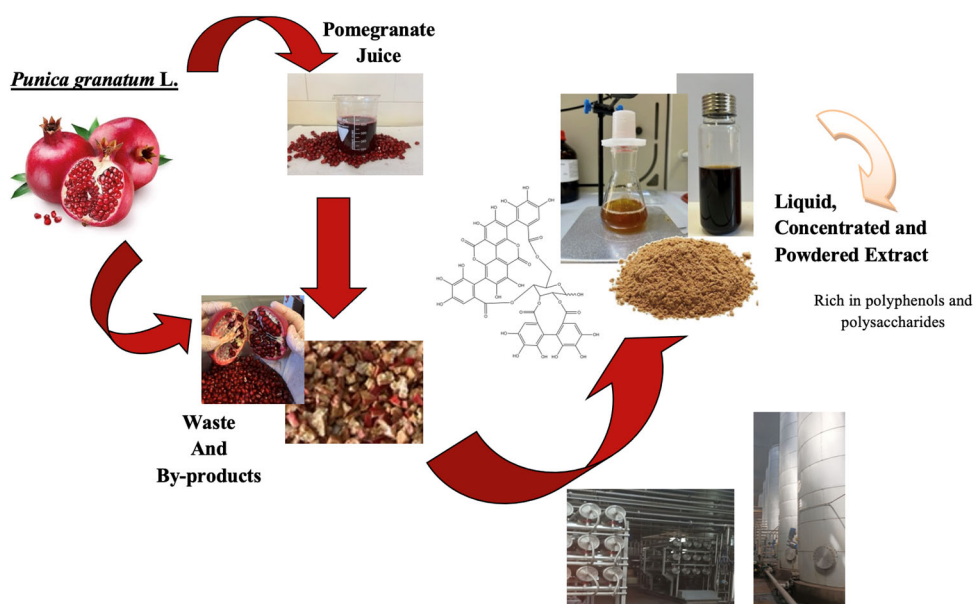 Pomegranate
Juice
Punica granatum L.
Liquid,
Concentrated and
Powdered Extract
Rich in polyphenols and
polysaccharides
Waste
And
By-products